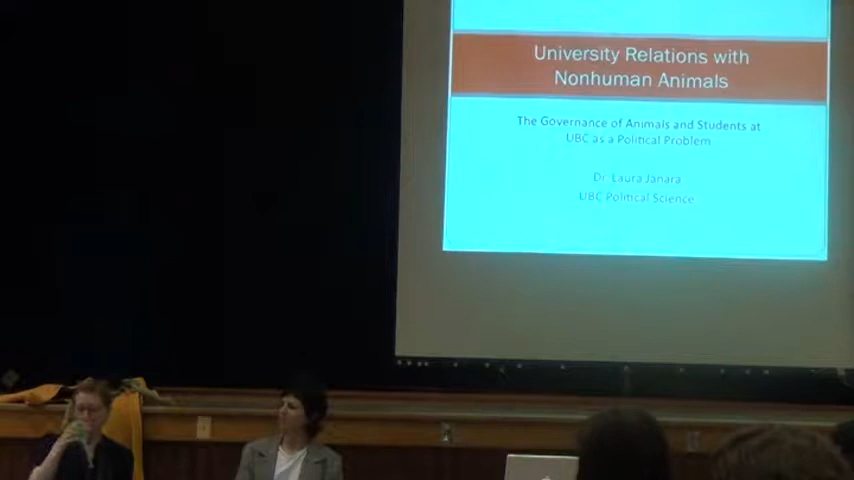 University Relations with
Nonhuman Animals
The Governance of Animals and Students at
UBC as a Political Problem
Dr. Laura Janara
UBC Political Science